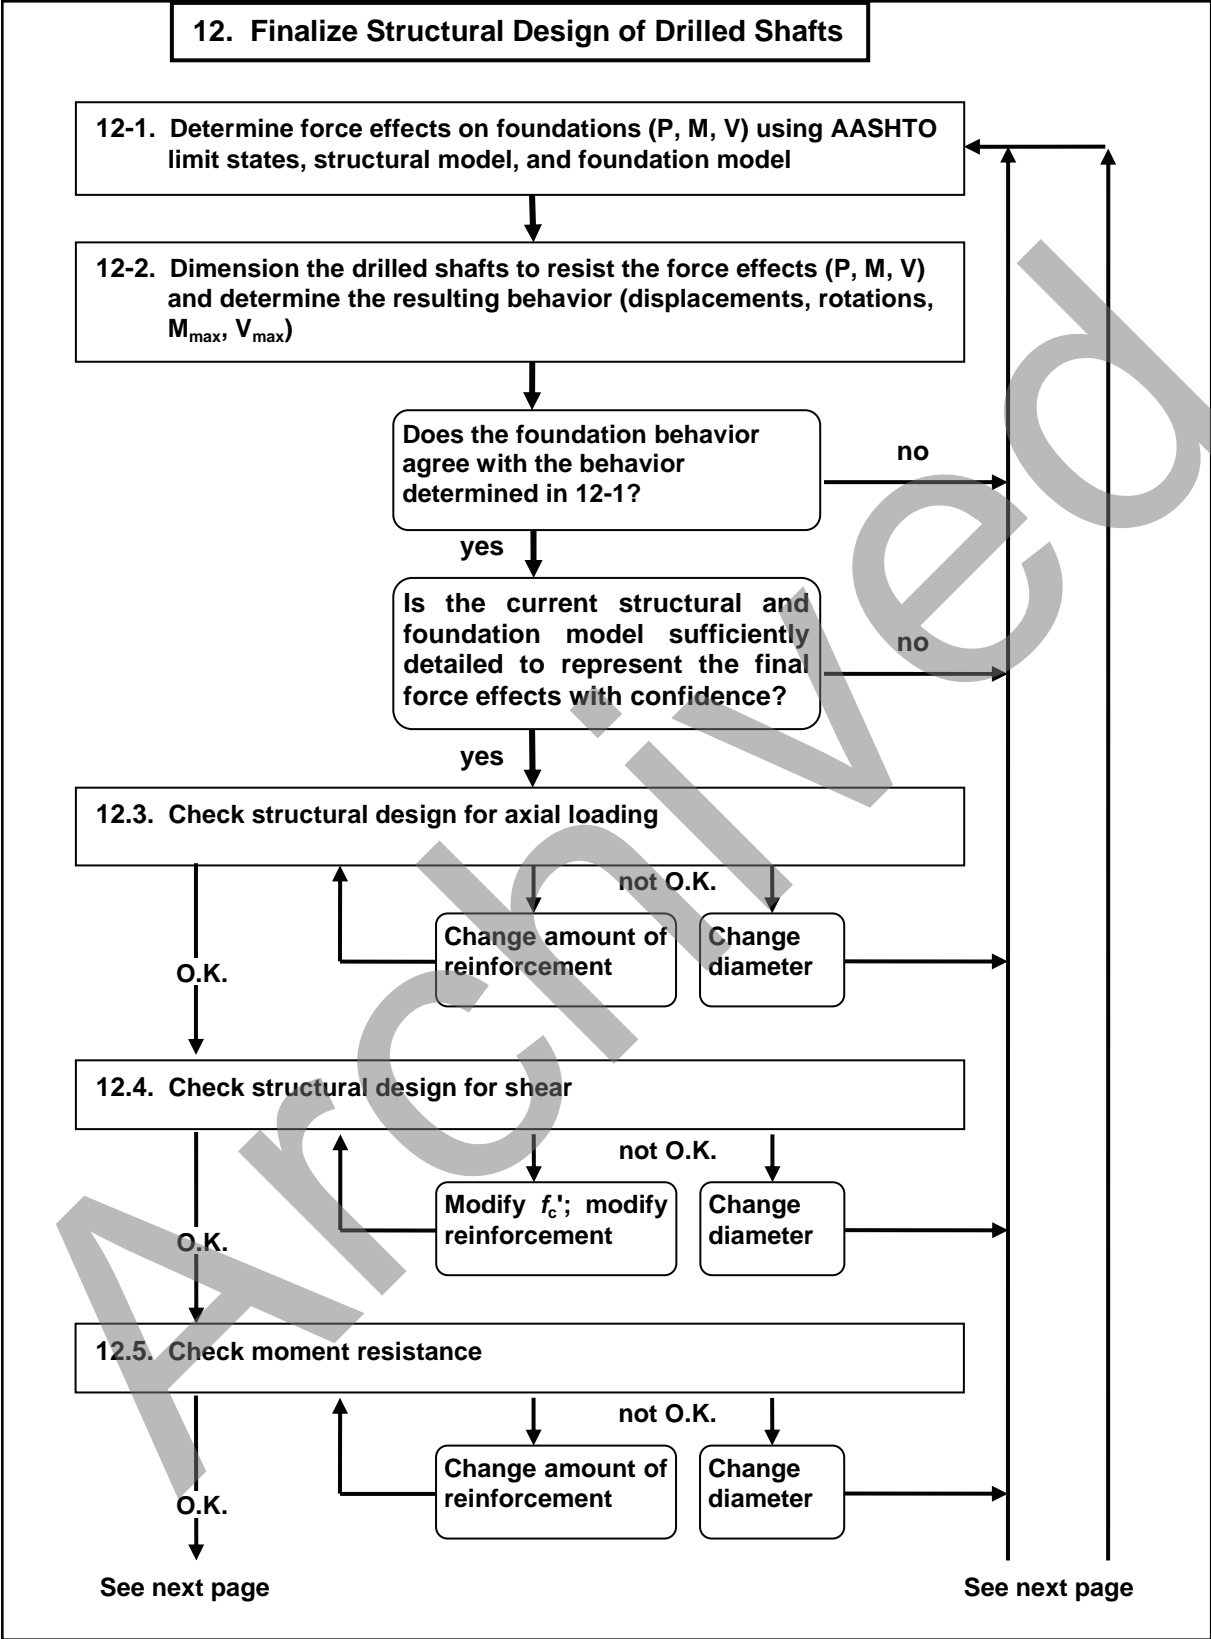 12. Finalize Structural Design of Drilled Shafts
12-1. Determine force effects on foundations (P, M, V) using AASHTO
limit states, structural model, and foundation model
12-2. Dimension the drilled shafts to resist the force effects (P, M, V)
and determine the resulting behavior (displacements, rotations,
Mmax, Vmax)
Does the foundation behavior
agree with the behavior
determined in 12-1?
no
yes
Is the current structural and
foundation model sufficiently
detailed to represent the final
force effects with confidence?
no
yes
12.3. Check structural design for axial loading
not O.K.
Change amount of
reinforcement
Change
diameter
O.K.
12.4. Check structural design for shear
not O.K.
Modify fc'; modify
reinforcement
Change
diameter
O.K.
12.5. Check moment resistance
not O.K.
Change amount of
reinforcement
Change
diameter
O.K.
See next page
See next page
Archived